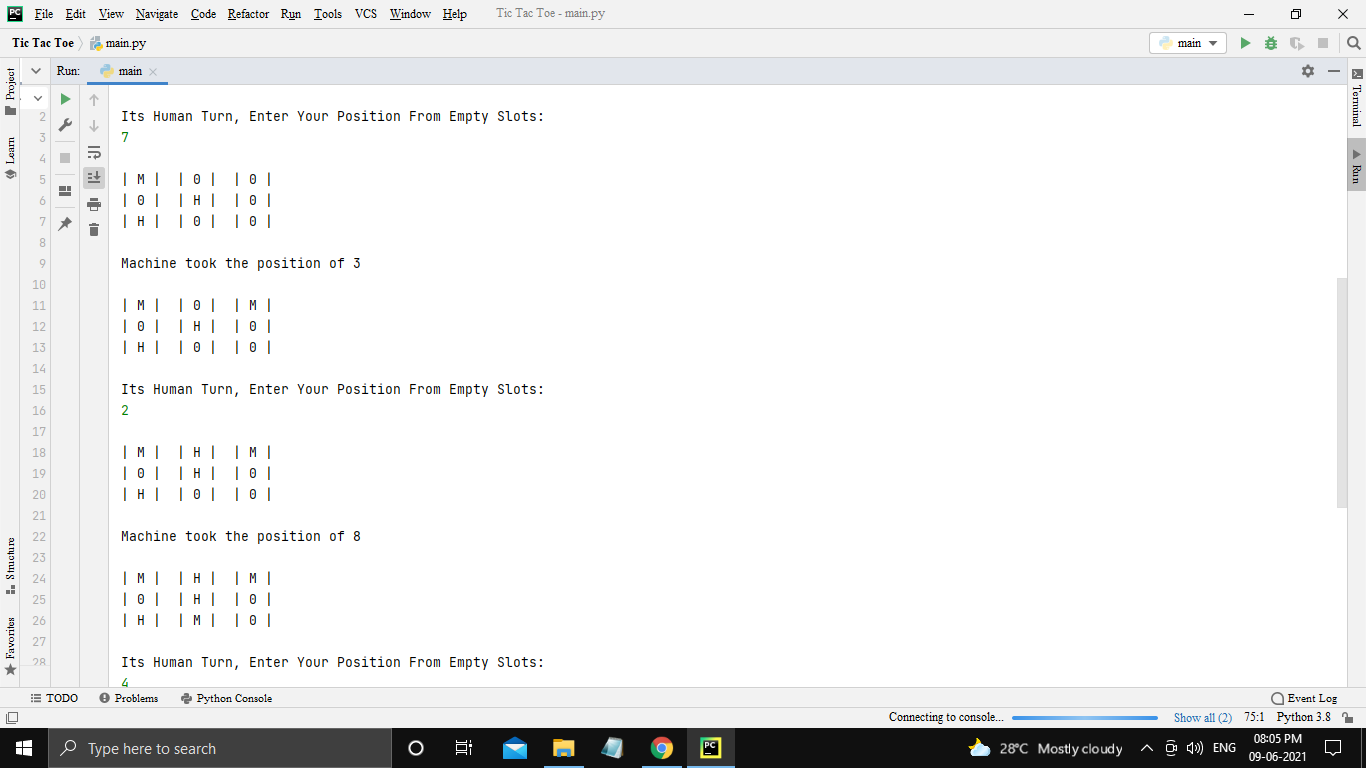 PC File Edit View Navigate Code Refactor Run Tools VCS Window Help Tic Tac Toe - main.py
Tic Tac Toe main.py main
Project
Learn
Structure
Favorites
Run: main
Terminal
Run
2 Its Human Turn, Enter Your Position From Empty Slots:
3 7
4
5 | M | | 0 | | 0 |
6 | 0 | | H | | 0 |
7 | H | | 0 | | 0 |
8
9 Machine took the position of 3
10
11 | M | | 0 | | M |
12 | 0 | | H | | 0 |
13 | H | | 0 | | 0 |
14
15 Its Human Turn, Enter Your Position From Empty Slots:
16 2
17
18 | M | | H | | M |
19 | 0 | | H | | 0 |
20 | H | | 0 | | 0 |
21
22 Machine took the position of 8
23
24 | M | | H | | M |
25 | 0 | | H | | 0 |
26 | H | | M | | 0 |
27
28 Its Human Turn, Enter Your Position From Empty Slots:
4
TODO Problems Python Console Event Log
Connecting to console... Show all (2) 75:1 Python 3.8
Type here to search PC 28°C Mostly cloudy ENG 08:05 PM
09-06-2021